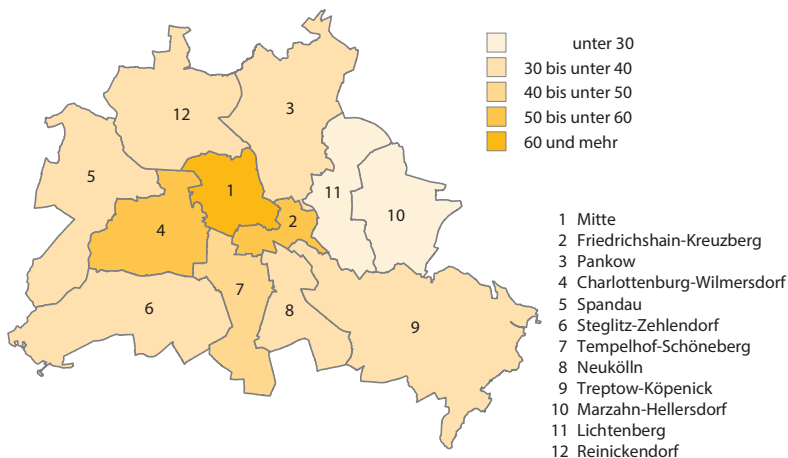 unter 30
30 bis unter 40
40 bis unter 50
50 bis unter 60
60 und mehr
12
3
5
1
11
10
2
4
7
6
8
9
1 Mitte
2 Friedrichshain-Kreuzberg
3 Pankow
4 Charlottenburg-Wilmersdorf
5 Spandau
6 Steglitz-Zehlendorf
7 Tempelhof-Schöneberg
8 Neukölln
9 Treptow-Köpenick
10 Marzahn-Hellersdorf
11 Lichtenberg
12 Reinickendorf